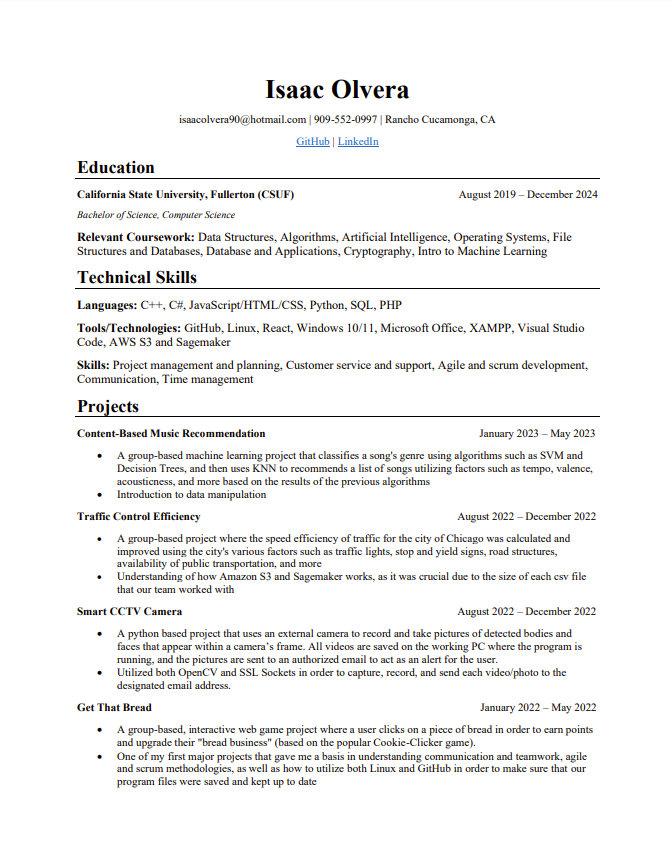 Isaac Olvera
isaacolvera90@hotmail.com | 909-552-0997 | Rancho Cucamonga, CA
GitHub | LinkedIn
Education
California State University, Fullerton (CSUF) August 2019 – December 2024
Bachelor of Science, Computer Science
Relevant Coursework: Data Structures, Algorithms, Artificial Intelligence, Operating Systems, File
Structures and Databases, Database and Applications, Cryptography, Intro to Machine Learning
Technical Skills
Languages: C++, C#, JavaScript/HTML/CSS, Python, SQL, PHP
Tools/Technologies: GitHub, Linux, React, Windows 10/11, Microsoft Office, XAMPP, Visual Studio
Code, AWS S3 and Sagemaker
Skills: Project management and planning, Customer service and support, Agile and scrum development,
Communication, Time management
Projects
Content-Based Music Recommendation January 2023 – May 2023
• A group-based machine learning project that classifies a song's genre using algorithms such as SVM and
Decision Trees, and then uses KNN to recommends a list of songs utilizing factors such as tempo, valence,
acousticness, and more based on the results of the previous algorithms
• Introduction to data manipulation
Traffic Control Efficiency August 2022 – December 2022
• A group-based project where the speed efficiency of traffic for the city of Chicago was calculated and
improved using the city's various factors such as traffic lights, stop and yield signs, road structures,
availability of public transportation, and more
• Understanding of how Amazon S3 and Sagemaker works, as it was crucial due to the size of each csv file
that our team worked with
Smart CCTV Camera August 2022 – December 2022
• A python based project that uses an external camera to record and take pictures of detected bodies and
faces that appear within a camera's frame. All videos are saved on the working PC where the program is
running, and the pictures are sent to an authorized email to act as an alert for the user.
• Utilized both OpenCV and SSL Sockets in order to capture, record, and send each video/photo to the
designated email address.
Get That Bread January 2022 – May 2022
• A group-based, interactive web game project where a user clicks on a piece of bread in order to earn points
and upgrade their "bread business" (based on the popular Cookie-Clicker game).
• One of my first major projects that gave me a basis in understanding communication and teamwork, agile
and scrum methodologies, as well as how to utilize both Linux and GitHub in order to make sure that our
program files were saved and kept up to date